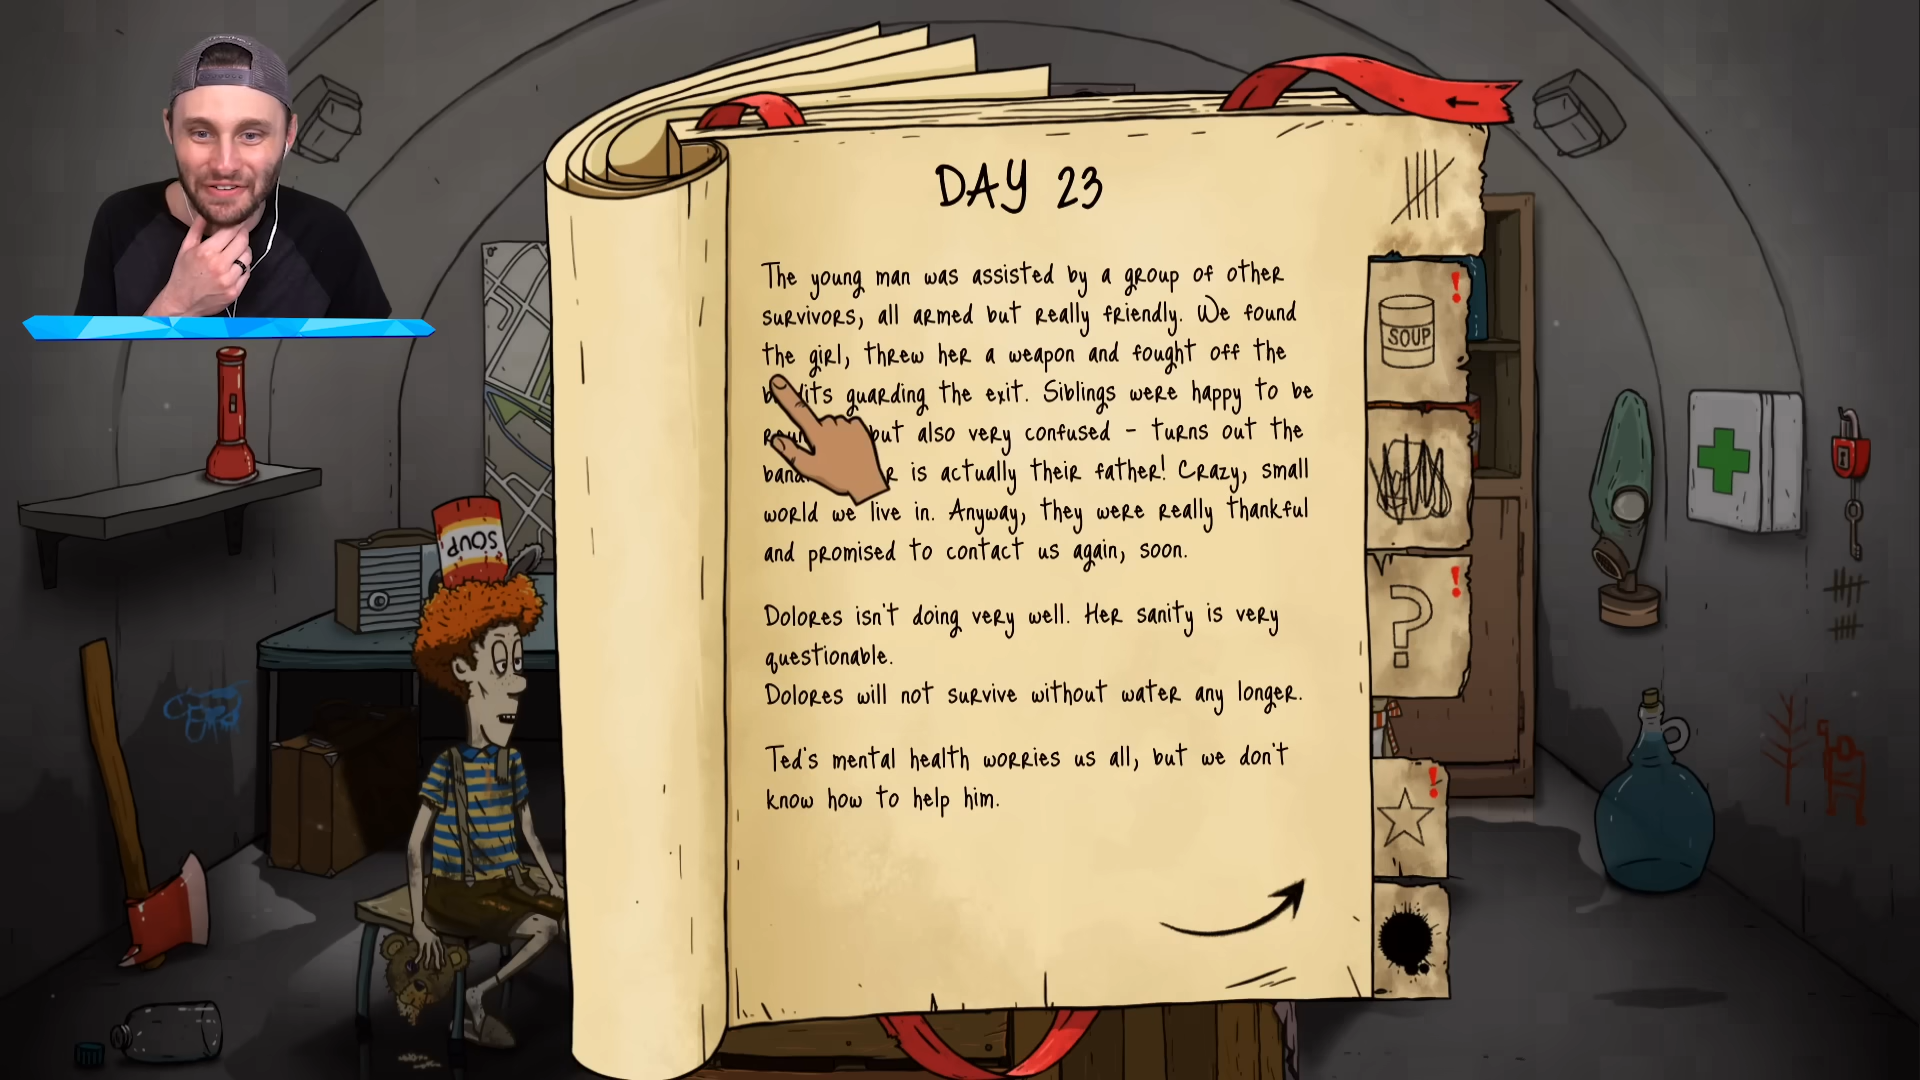 DAY 23
The young man was assisted by a group of other
survivors, all armed but really friendly. We found
the girl, threw her a weapon and fought off the
guarding the exit. Siblings were happy to be
but also very confused - turns out the
is actually their father! Crazy, small
world we live in. Anyway, they were really thankful
and promised to contact us again, soon.
Dolores isn't doing very well. Her sanity is very
questionable.
Dolores will not survive without water any longer.
Ted's mental health worries us all, but we don't
know how to help him.
!
SOUP
!
?
!
SOUP